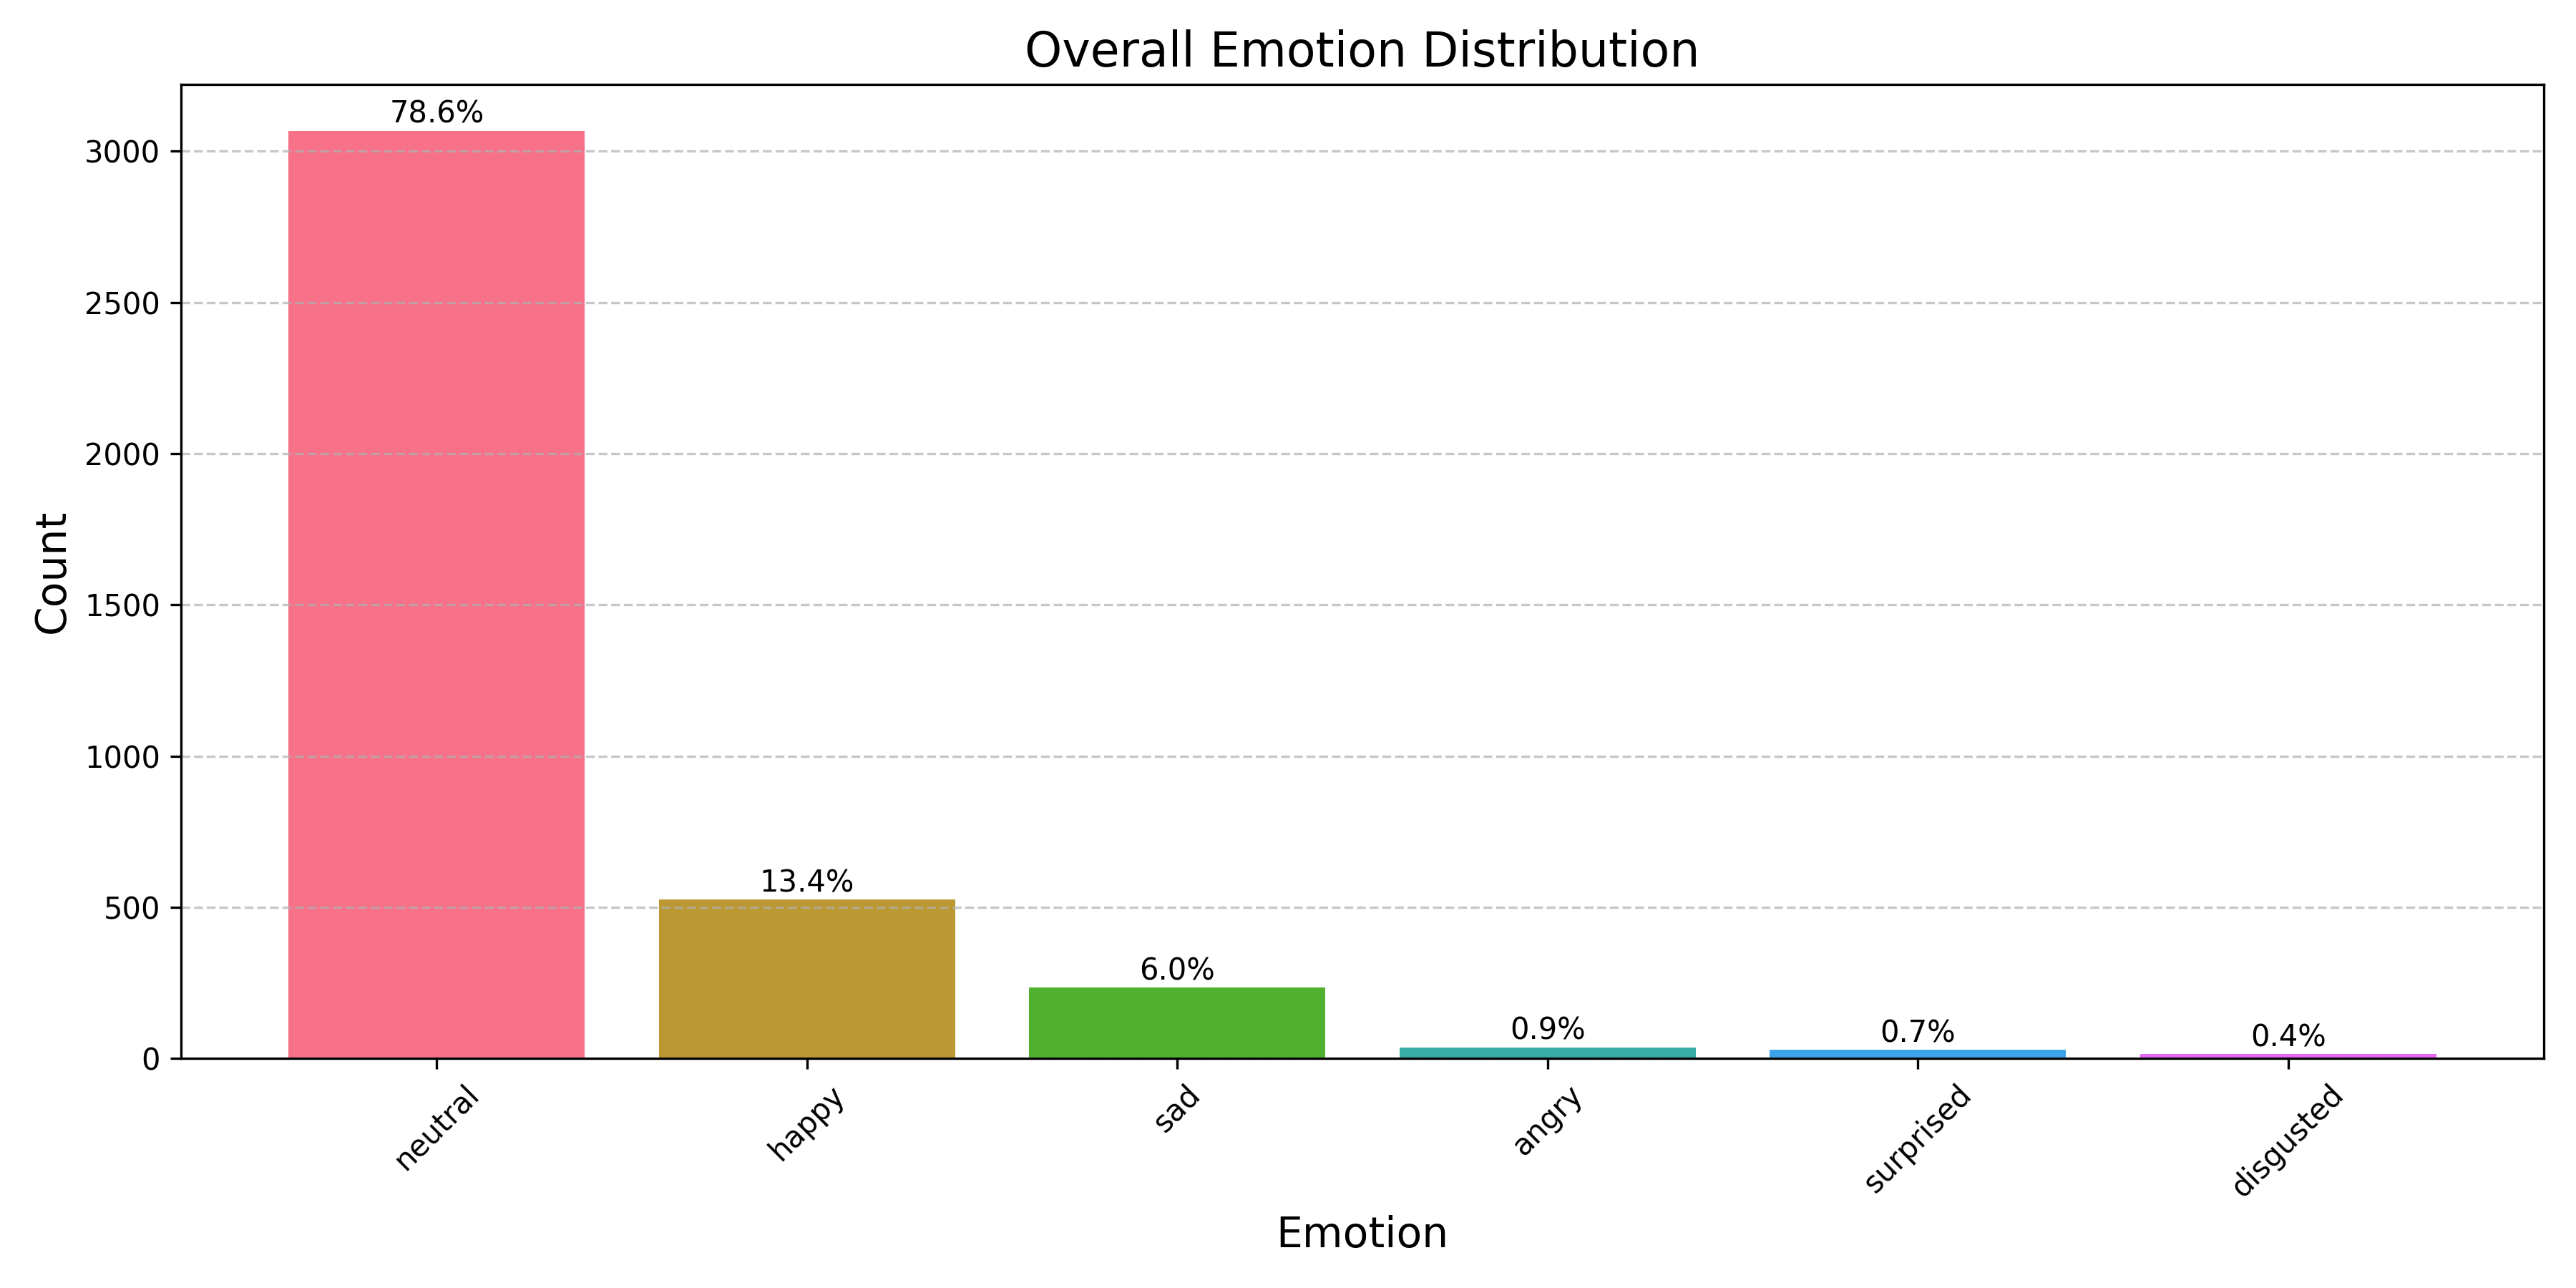 Overall Emotion Distribution
78.6%
3000
2500
2000
1500
1000
13.4%
500
6.0%
0.9%
0.7%
0.4%
0
Count
neutral
happy
sad
angry
surprised
disgusted
Emotion